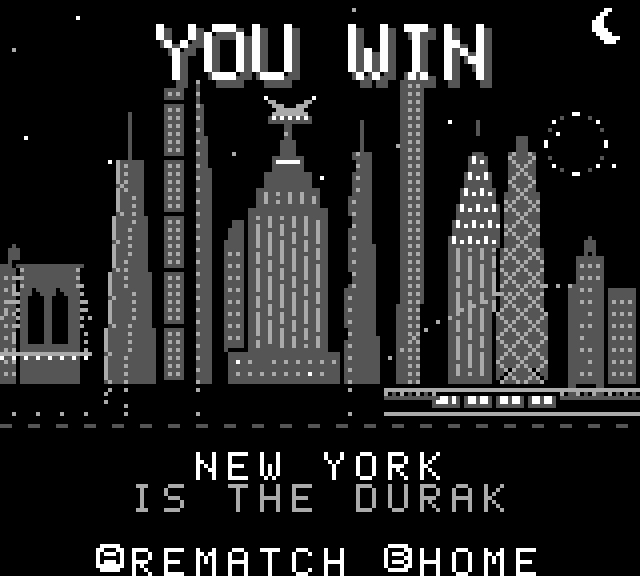 YOU WIN
NEW YORK
IS THE DURAK
Ⓐ REMATCH Ⓑ HOME